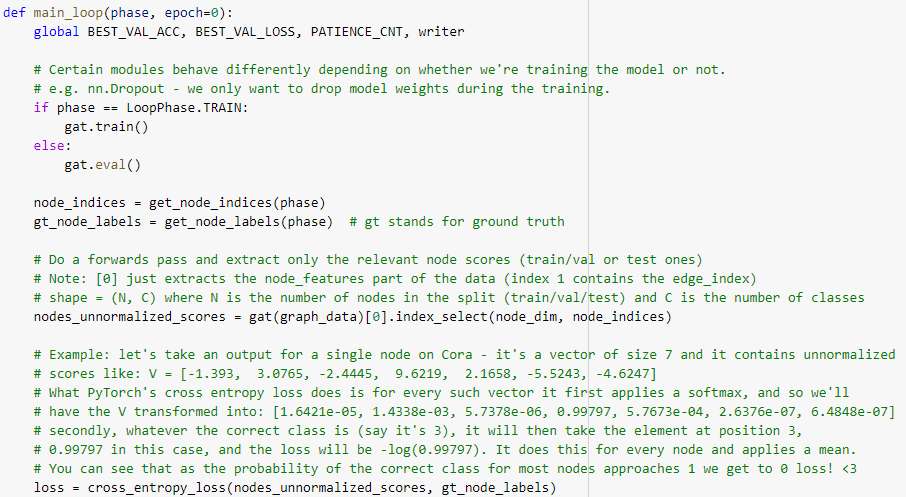 def main_loop(phase, epoch=0):
    global BEST_VAL_ACC, BEST_VAL_LOSS, PATIENCE_CNT, writer
    # Certain modules behave differently depending on whether we're training the model or not.
    # e.g. nn.Dropout - we only want to drop model weights during the training.
    if phase == LoopPhase.TRAIN:
        gat.train()
    else:
        gat.eval()
    node_indices = get_node_indices(phase)
    gt_node_labels = get_node_labels(phase)  # gt stands for ground truth
    # Do a forwards pass and extract only the relevant node scores (train/val or test ones)
    # Note: [0] just extracts the node_features part of the data (index 1 contains the edge_index)
    # shape = (N, C) where N is the number of nodes in the split (train/val/test) and C is the number of classes
    nodes_unnormalized_scores = gat(graph_data)[0].index_select(node_dim, node_indices)
    # Example: let's take an output for a single node on Cora - it's a vector of size 7 and it contains unnormalized
    # scores like: V = [-1.393,  3.0765, -2.4445,  9.6219,  2.1658, -5.5243, -4.6247]
    # What PyTorch's cross entropy loss does is for every such vector it first applies a softmax, and so we'll
    # have the V transformed into: [1.6421e-05, 1.4338e-03, 5.7378e-06, 0.99797, 5.7673e-04, 2.6376e-07, 6.4848e-07]
    # secondly, whatever the correct class is (say it's 3), it will then take the element at position 3,
    # 0.99797 in this case, and the loss will be -log(0.99797). It does this for every node and applies a mean.
    # You can see that as the probability of the correct class for most nodes approaches 1 we get to 0 loss! <3
    loss = cross_entropy_loss(nodes_unnormalized_scores, gt_node_labels)